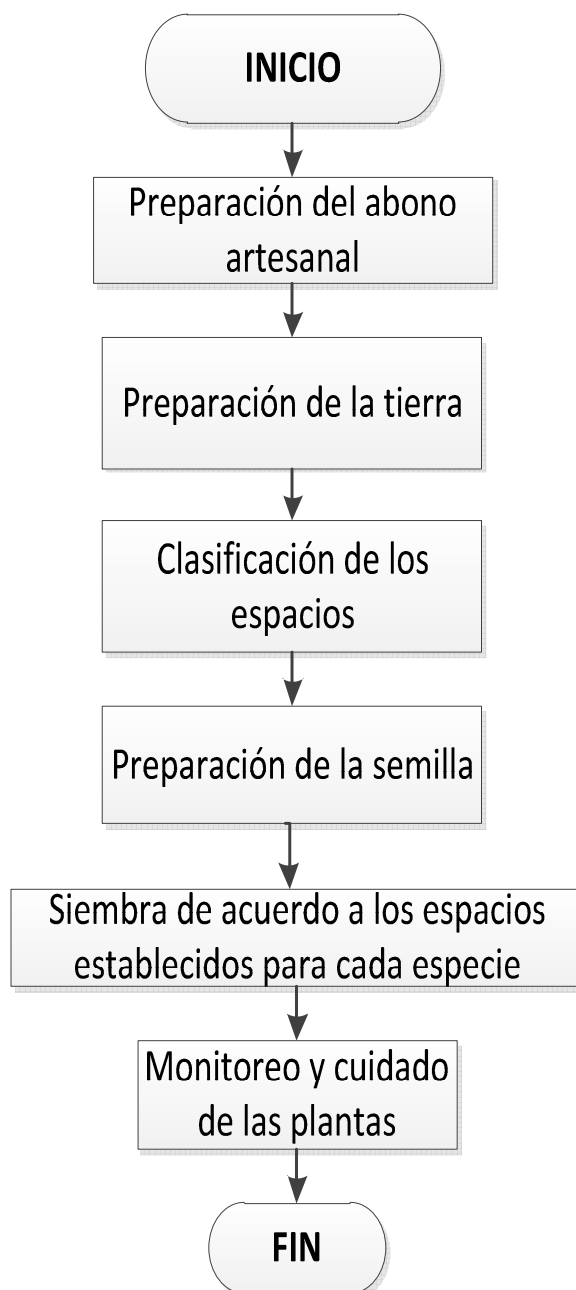 INICIO
Preparación del abono
artesanal
Preparación de la tierra
Clasificación de los
espacios
Preparación de la semilla
Siembra de acuerdo a los espacios
establecidos para cada especie
Monitoreo y cuidado
de las plantas
FIN